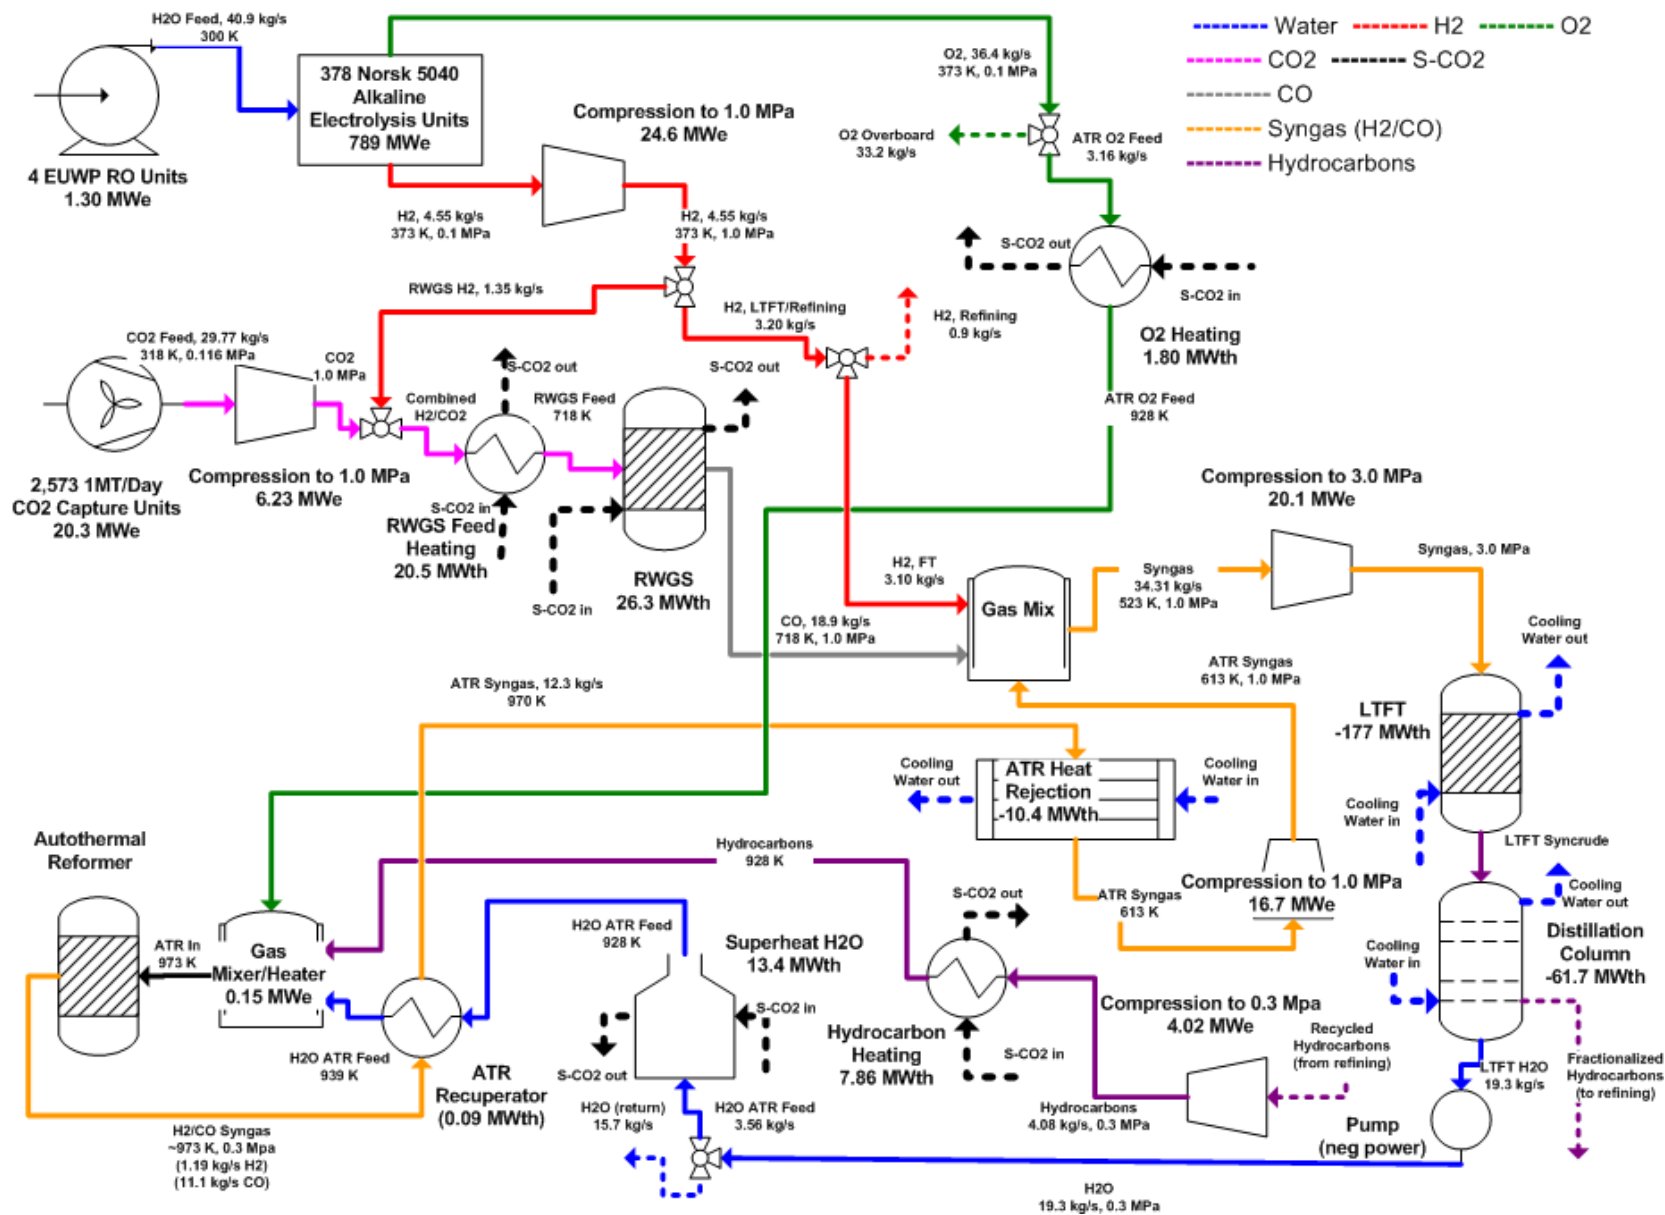 H2O Feed, 40.9 kg/s
300 K
378 Norsk 5040
Alkaline
Electrolysis Units
789 MWe
4 EUWP RO Units
1.30 MWe
Compression to 1.0 MPa
24.6 MWe
O2, 36.4 kg/s
373 K, 0.1 MPa
O2 Overboard
33.2 kg/s
ATR O2 Feed
3.16 kg/s
Water
H2
O2
CO2
S-CO2
CO
Syngas (H2/CO)
Hydrocarbons
H2, 4.55 kg/s
373 K, 0.1 MPa
H2, 4.55 kg/s
373 K, 1.0 MPa
S-CO2 out
S-CO2 in
O2 Heating
1.80 MWth
RWGS H2, 1.35 kg/s
H2, LTFT/Refining
3.20 kg/s
H2, Refining
0.9 kg/s
CO2 Feed, 29.77 kg/s
318 K, 0.116 MPa
CO2
1.0 MPa
Combined
H2/CO2
S-CO2 out
RWGS Feed
718 K
S-CO2 out
ATR O2 Feed
928 K
2,573 1MT/Day
CO2 Capture Units
20.3 MWe
Compression to 1.0 MPa
6.23 MWe
S-CO2 in
RWGS Feed
Heating
20.5 MWth
S-CO2 in
RWGS
26.3 MWth
Compression to 3.0 MPa
20.1 MWe
H2, FT
3.10 kg/s
Gas Mix
Syngas
34.31 kg/s
523 K, 1.0 MPa
Syngas, 3.0 MPa
CO, 18.9 kg/s
718 K, 1.0 MPa
Cooling
Water out
ATR Syngas
613 K, 1.0 MPa
ATR Syngas, 12.3 kg/s
970 K
LTFT
-177 MWth
Cooling
Water out
ATR Heat
Rejection
-10.4 MWth
Cooling
Water in
Cooling
Water in
LTFT Syncrude
Autothermal
Reformer
Hydrocarbons
928 K
ATR Syngas
613 K
Compression to 1.0 MPa
16.7 MWe
Cooling
Water out
S-CO2 out
H2O ATR Feed
928 K
Superheat H2O
13.4 MWth
Distillation
Column
-61.7 MWth
Cooling
Water in
ATR In
973 K
Gas
Mixer/Heater
0.15 MWe
S-CO2 in
Compression to 0.3 Mpa
4.02 MWe
Hydrocarbon
Heating
7.86 MWth
S-CO2 in
Recycled
Hydrocarbons
(from refining)
H2O ATR Feed
939 K
ATR
Recuperator
(0.09 MWth)
S-CO2 out
LTFT H2O
19.3 kg/s
Fractionalized
Hydrocarbons
(to refining)
H2O (return)
15.7 kg/s
H2O ATR Feed
3.56 kg/s
Hydrocarbons
4.08 kg/s, 0.3 MPa
Pump
(neg power)
H2/CO Syngas
~973 K, 0.3 Mpa
(1.19 kg/s H2)
(11.1 kg/s CO)
H2O
19.3 kg/s, 0.3 MPa